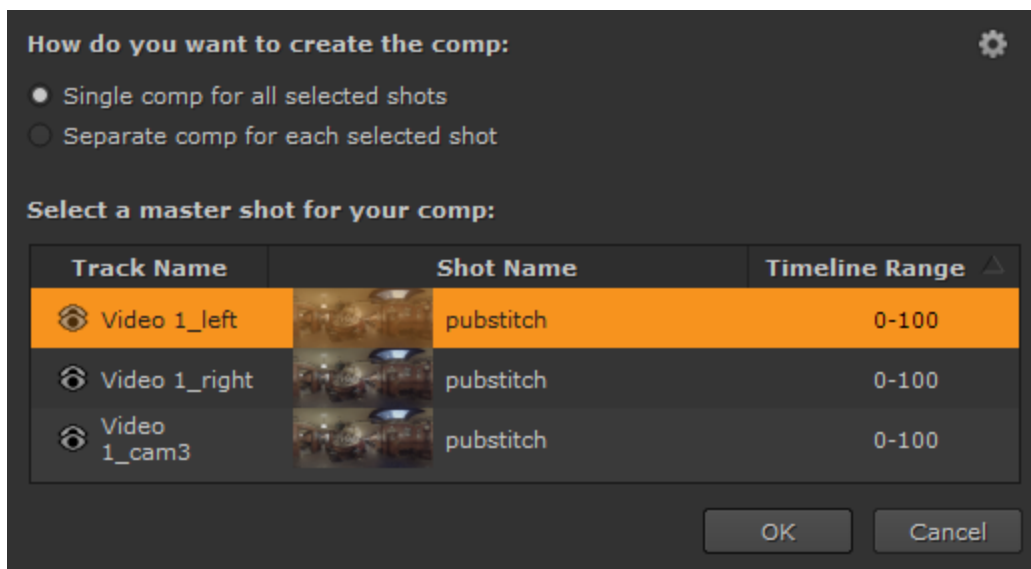 How do you want to create the comp:
Single comp for all selected shots
Separate comp for each selected shot
Select a master shot for your comp:
Track Name Shot Name Timeline Range
Video 1_left pubstitch 0-100
Video 1_right pubstitch 0-100
Video
1_cam3 pubstitch 0-100
OK Cancel